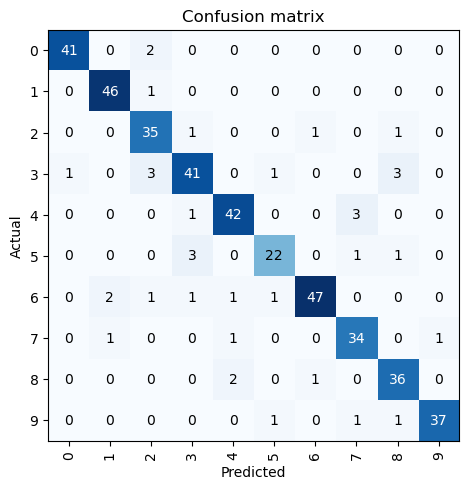 Confusion matrix
0 41 0 2 0 0 0 0 0 0 0
1 0 46 1 0 0 0 0 0 0 0
2 0 0 35 1 0 0 1 0 1 0
3 1 0 3 41 0 1 0 0 3 0
4 0 0 0 1 42 0 0 3 0 0
5 0 0 0 3 0 22 0 1 1 0
6 0 2 1 1 1 1 47 0 0 0
7 0 1 0 0 1 0 0 34 0 1
8 0 0 0 0 2 0 1 0 36 0
9 0 0 0 0 0 1 0 1 1 37
Actual
0 1 2 3 4 5 6 7 8 9
Predicted